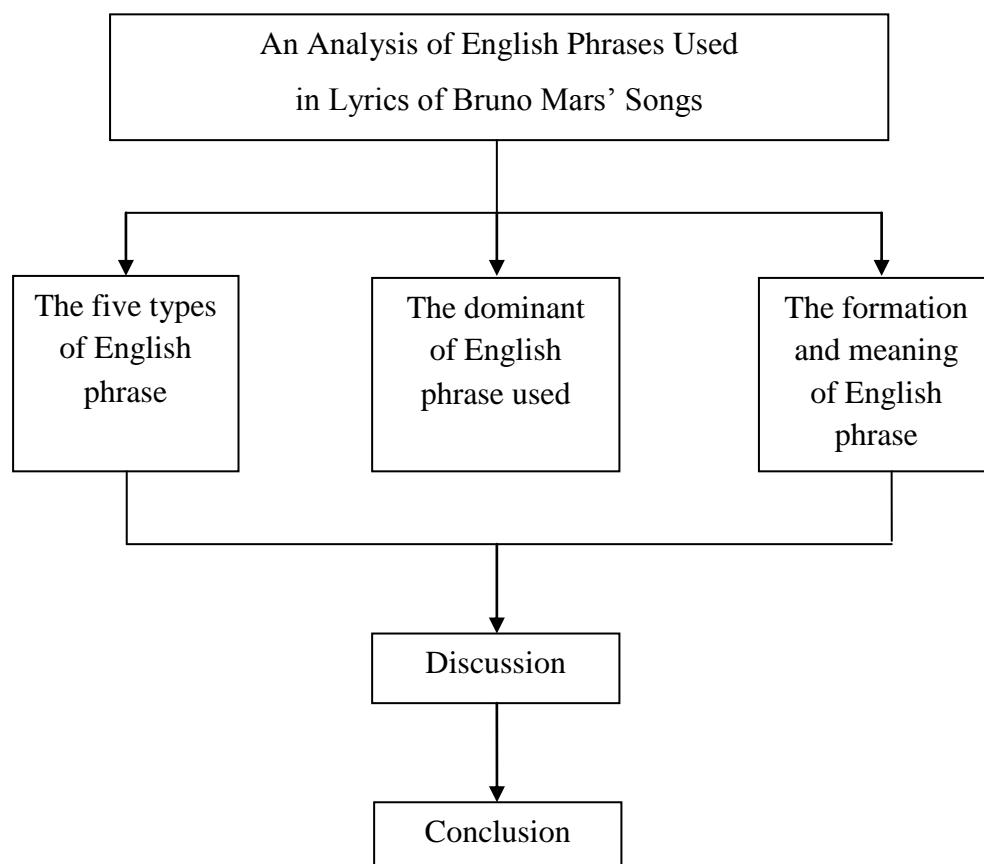 An Analysis of English Phrases Used
in Lyrics of Bruno Mars’ Songs
The five types
of English
phrase
The dominant
of English
phrase used
The formation
and meaning
of English
phrase
Discussion
Conclusion